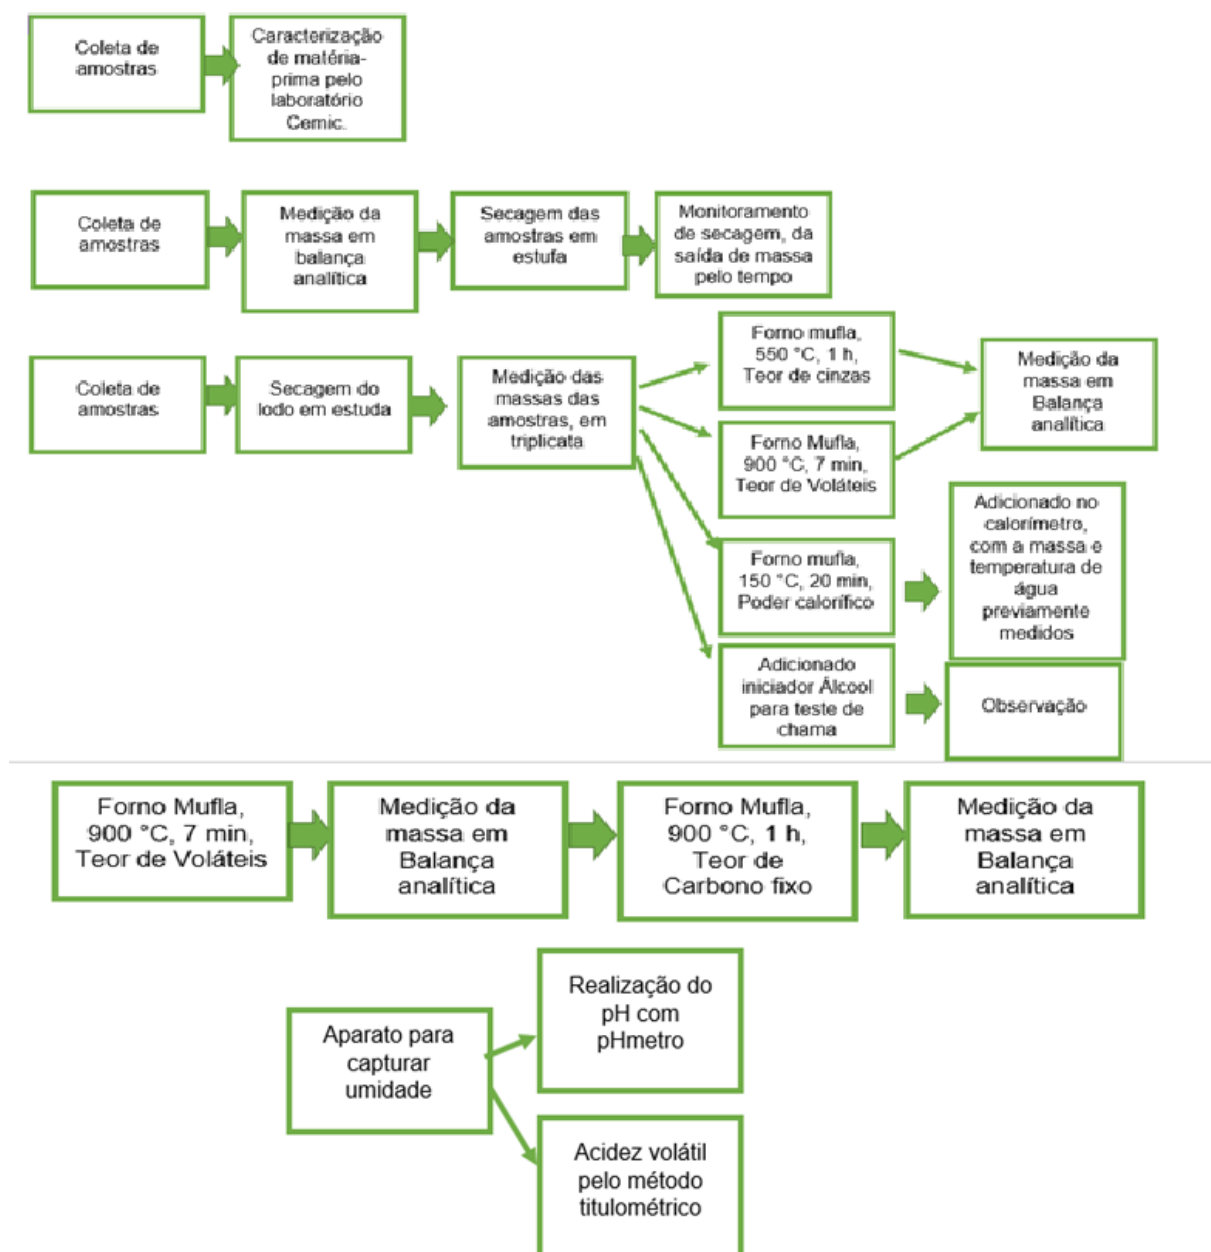 Coleta de
amostras
Caracterização
de matéria-
prima pelo
laboratório
Cemic.
Coleta de
amostras
Medição da
massa em
balança
analítica
Secagem das
amostras em
estufa
Monitoramento
de secagem, da
saída de massa
pelo tempo
Coleta de
amostras
Secagem do
lodo em estuda
Medição das
massas das
amostras, em
triplicata
Forno mufla,
550 °C, 1 h,
Teor de cinzas
Forno Mufla,
900 °C, 7 min,
Teor de Voláteis
Medição da
massa em
Balança
analítica
Forno mufla,
150 °C, 20 min,
Poder calorífico
Adicionado no
calorímetro,
com a massa e
temperatura de
água
previamente
medidos
Adicionado
iniciador Álcool
para teste de
chama
Observação
Forno Mufla,
900 °C, 7 min,
Teor de Voláteis
Medição da
massa em
Balança
analítica
Forno Mufla,
900 °C, 1 h,
Teor de
Carbono fixo
Medição da
massa em
Balança
analítica
Aparato para
capturar
umidade
Realização do
pH com
pHmetro
Acidez volátil
pelo método
titulométrico